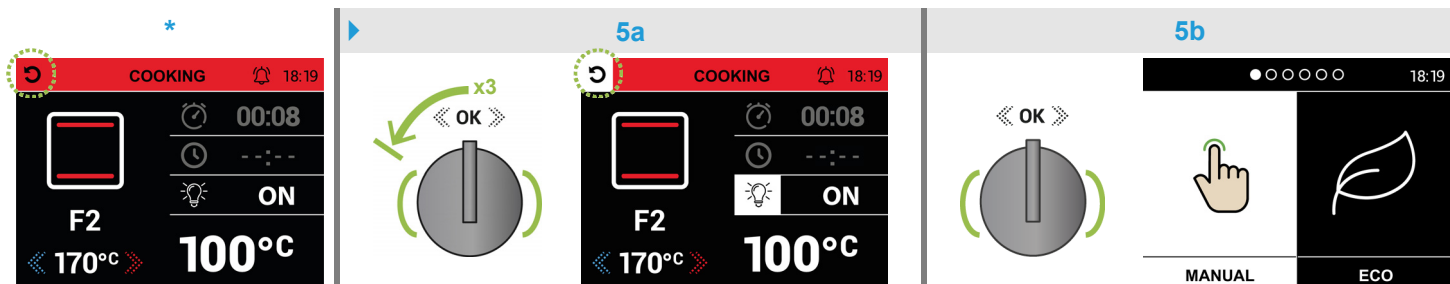 *
5a
5b
COOKING 18:19
00:08
--:--
ON
F2
170°C
100°C
x3
OK
COOKING 18:19
00:08
--:--
ON
F2
170°C
100°C
OK
18:19
MANUAL
ECO